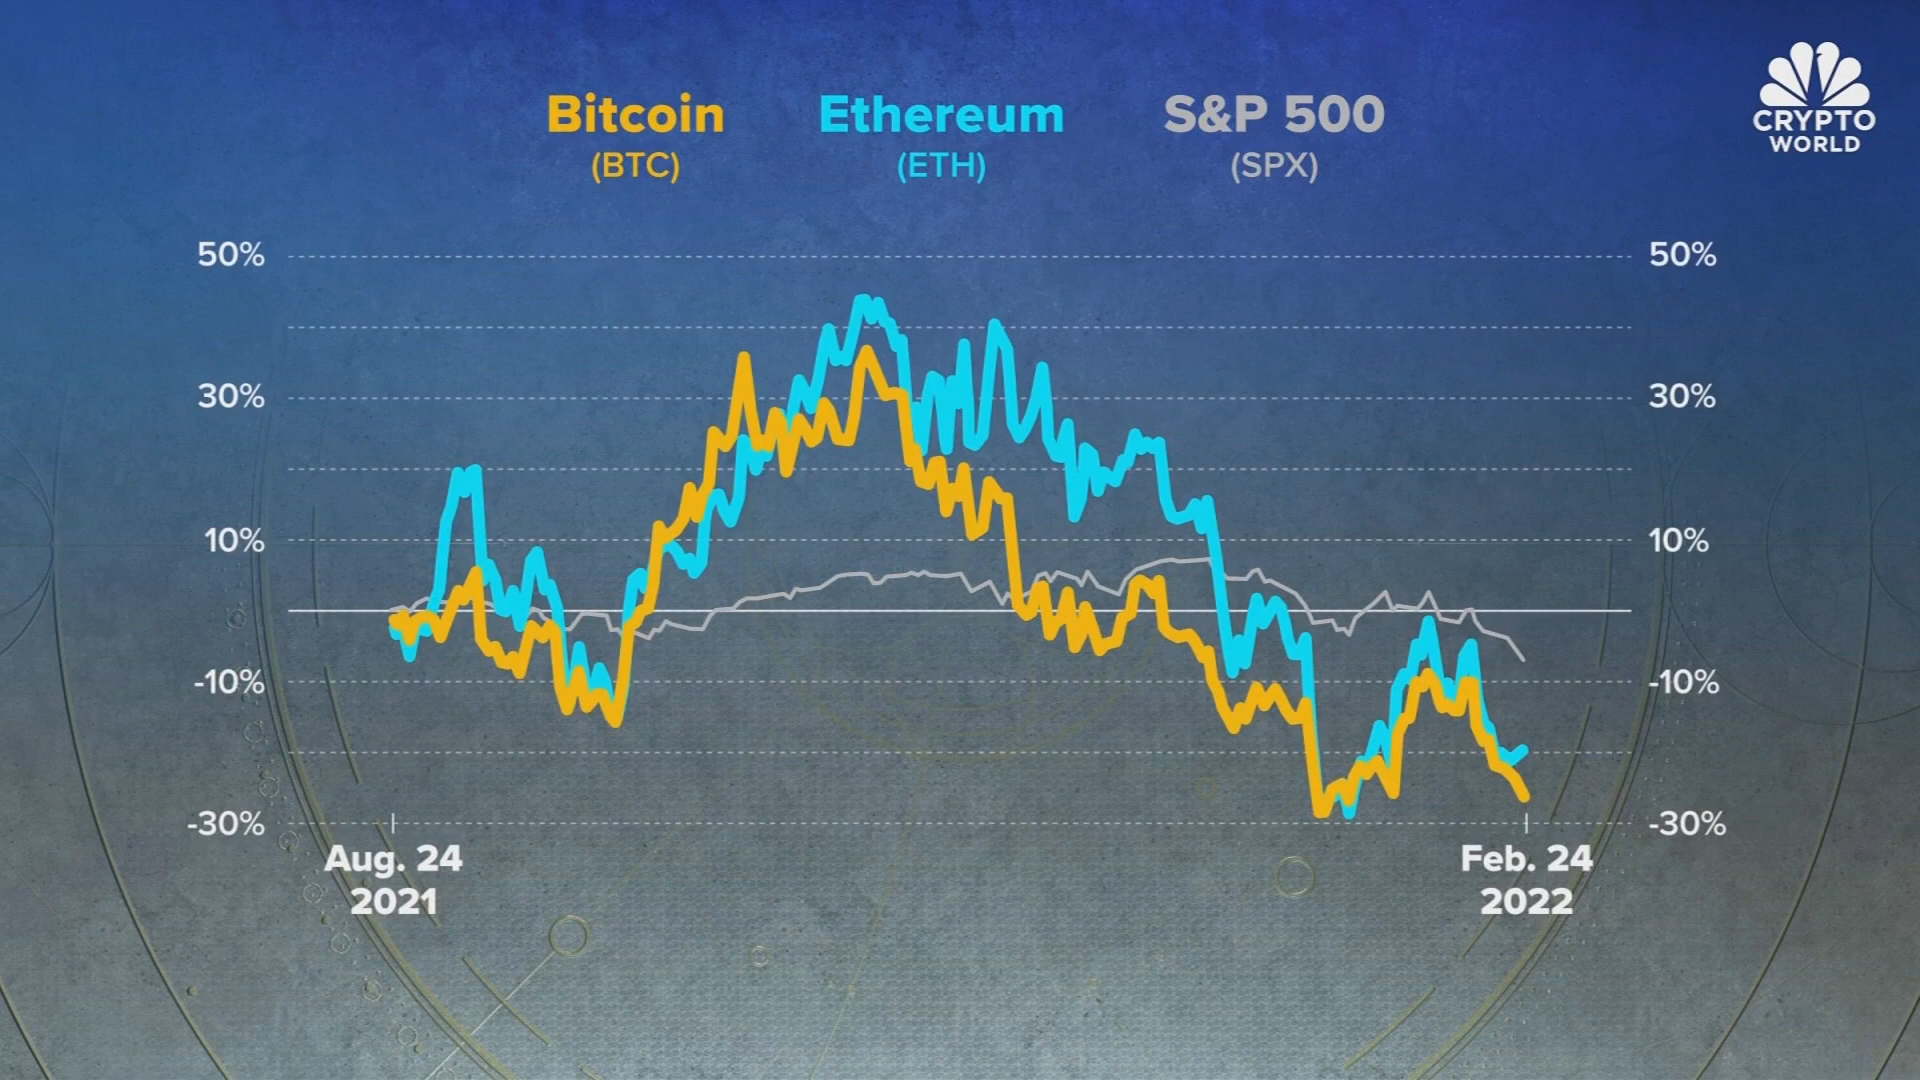 Bitcoin
(BTC)
Ethereum
(ETH)
S&P 500
(SPX)
CRYPTO
WORLD
50%
50%
30%
30%
10%
10%
-10%
-10%
-30%
-30%
Aug. 24
2021
Feb. 24
2022